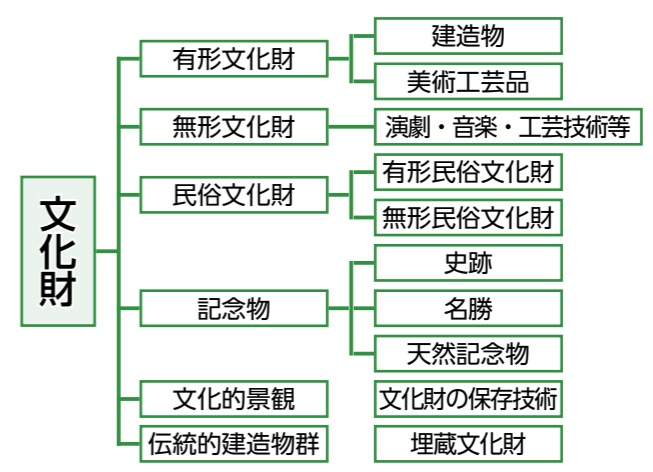 文化財
有形文化財
建造物
美術工芸品
無形文化財
演劇・音楽・工芸技術等
民俗文化財
有形民俗文化財
無形民俗文化財
記念物
史跡
名勝
天然記念物
文化的景観
文化財の保存技術
伝統的建造物群
埋蔵文化財